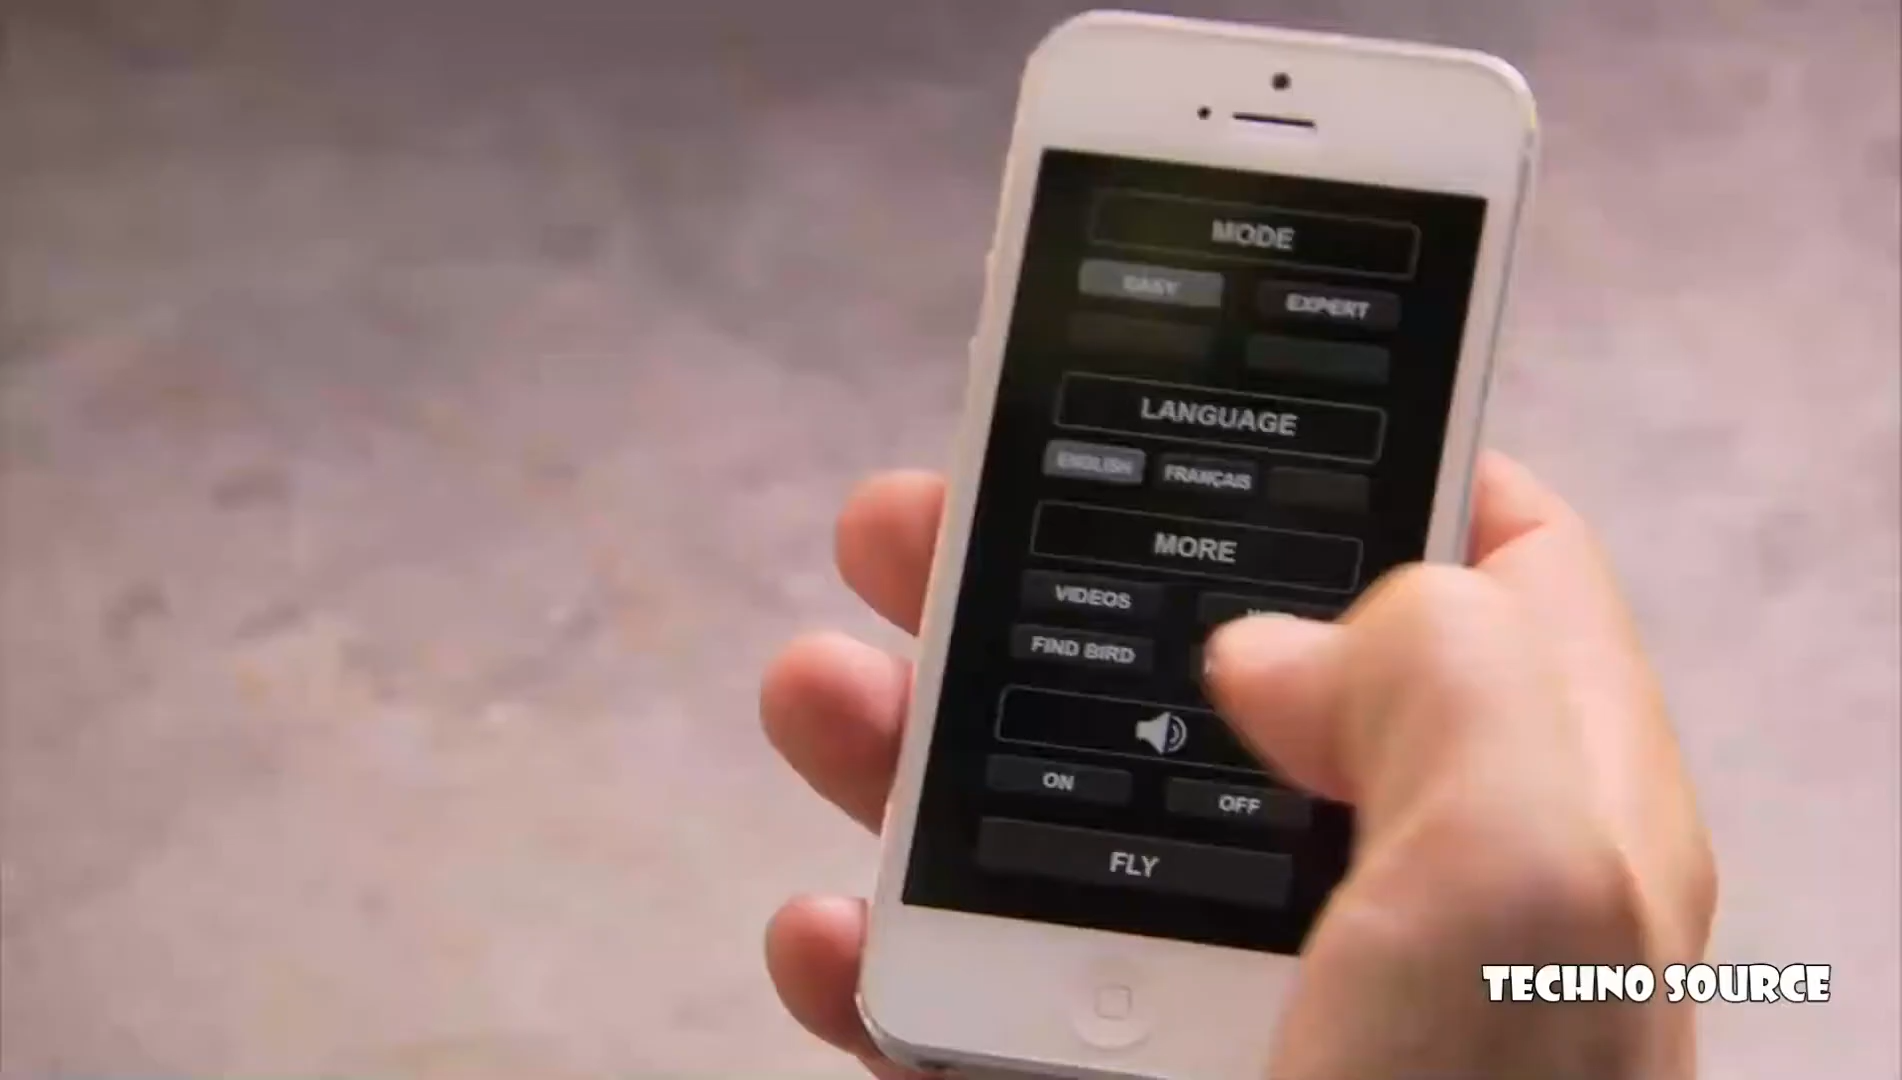 MODE
EASY EXPERT
LANGUAGE
ENGLISH FRANÇAIS
MORE
VIDEOS
FIND BIRD
ON OFF
FLY
TECHNO SOURCE